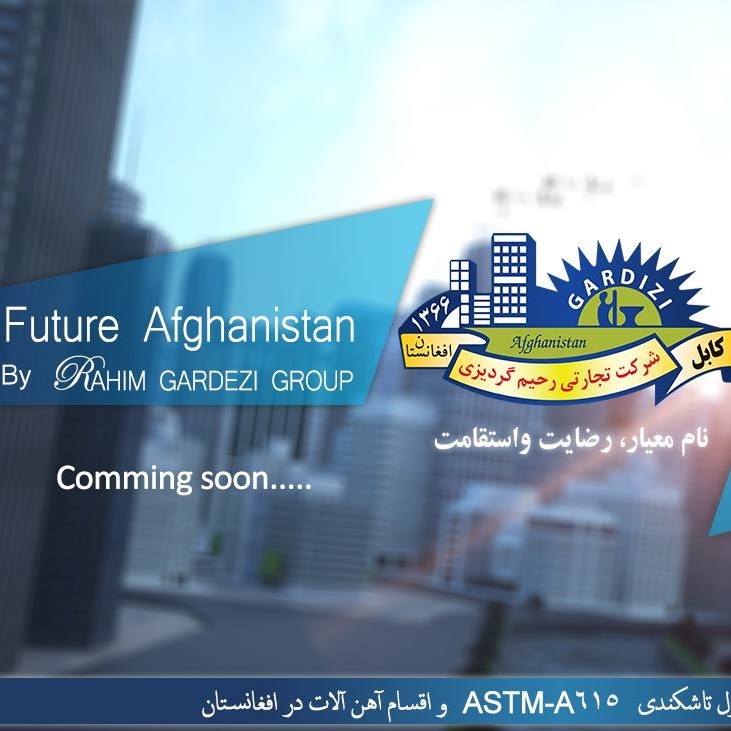 Future Afghanistan
By RAHIM GARDEZI GROUP
Comming soon.....
GARDIZI
۱۳۶۶
Afghanistan
افغانستان
شرکت تجارتی رحیم گردیزی
کابل
نام معیار، رضایت واستقامت
تاشکندی ASTM-A٦١٥ و اقسام آهن آلات در افغانستان